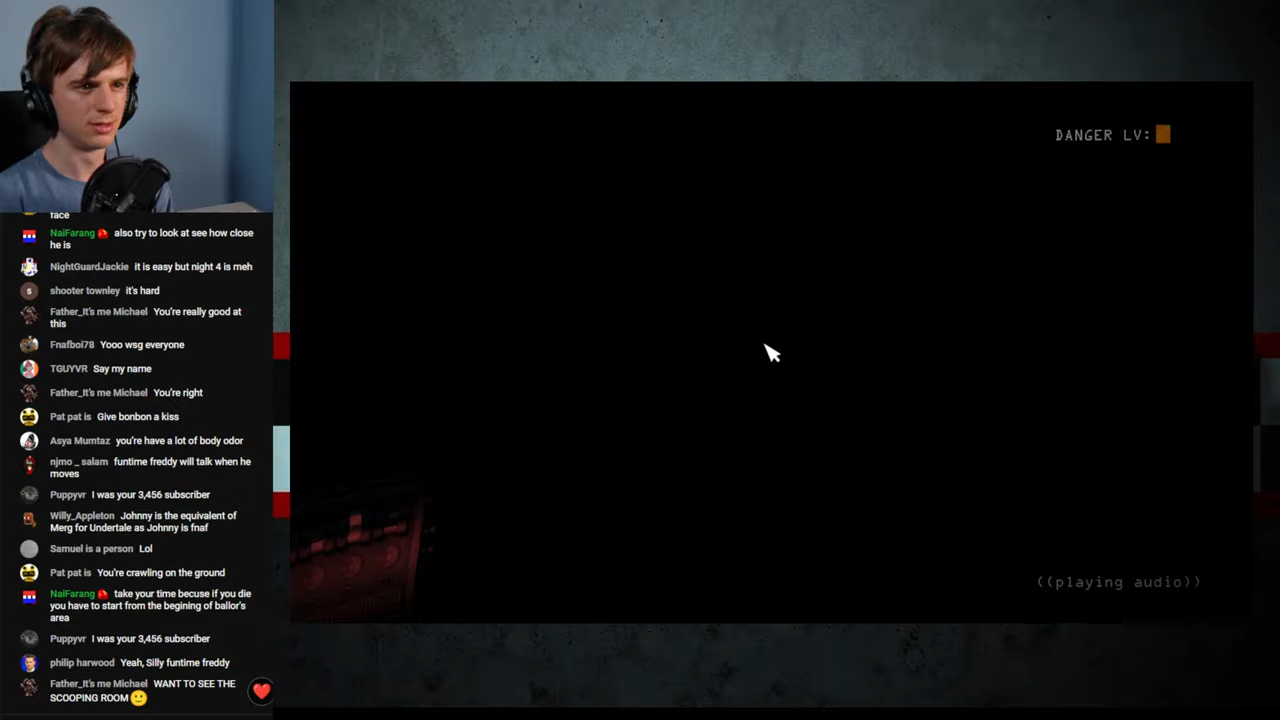 face
NaiFarang also try to look at see how close
he is
NightGuardJackie it is easy but night 4 is meh
s shooter townley it's hard
Father_It's me Michael You're really good at
this
Fnafboi78 Yooo wsg everyone
TGUYVR Say my name
Father_It's me Michael You're right
Pat pat is Give bonbon a kiss
Asya Mumtaz you're have a lot of body odor
njmo _ salam funtime freddy will talk when he
moves
Puppyvr I was your 3,456 subscriber
Willy_Appleton Johnny is the equivalent of
Merg for Undertale as Johnny is fnaf
Samuel is a person Lol
Pat pat is You're crawling on the ground
NaiFarang take your time becuse if you die
you have to start from the begining of ballor's
area
Puppyvr I was your 3,456 subscriber
philip harwood Yeah, Silly funtime freddy
Father_It's me Michael WANT TO SEE THE
SCOOPING ROOM
DANGER LV:
((playing audio))